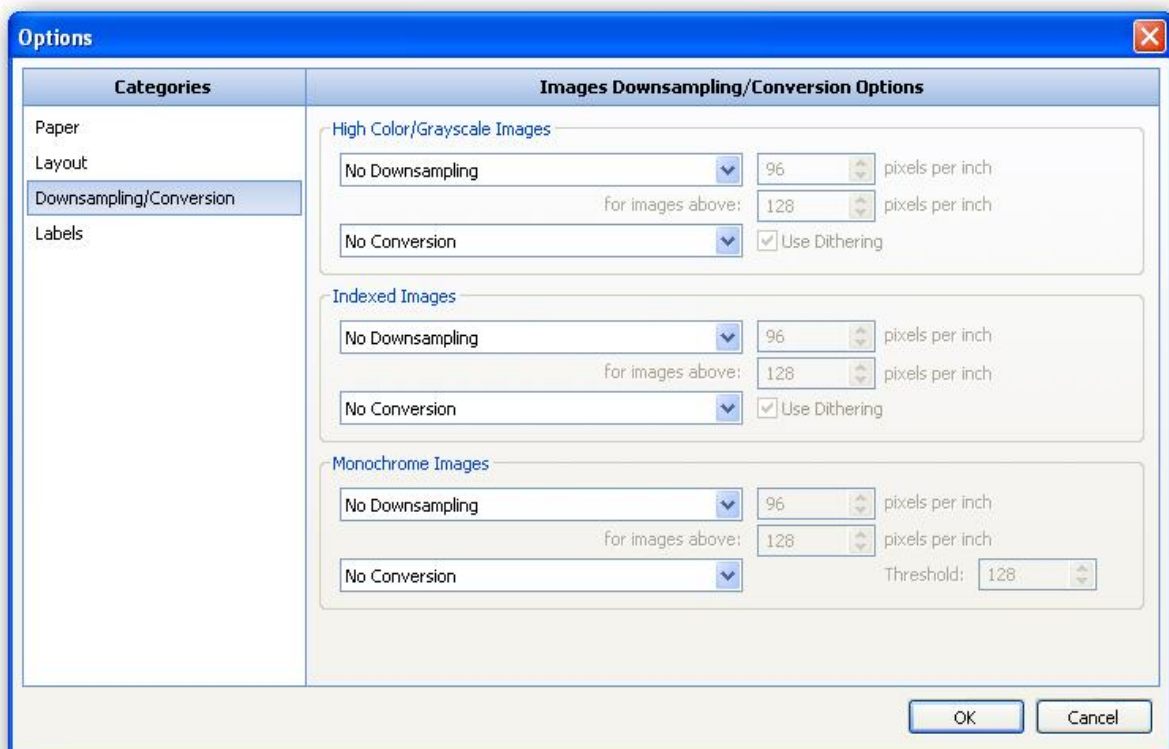 Options
Categories
Images Downsampling/Conversion Options
Paper
Layout
Downsampling/Conversion
Labels
High Color/Grayscale Images
No Downsampling 96 pixels per inch
for images above: 128 pixels per inch
No Conversion Use Dithering
Indexed Images
No Downsampling 96 pixels per inch
for images above: 128 pixels per inch
No Conversion Use Dithering
Monochrome Images
No Downsampling 96 pixels per inch
for images above: 128 pixels per inch
No Conversion Threshold: 128
OK Cancel